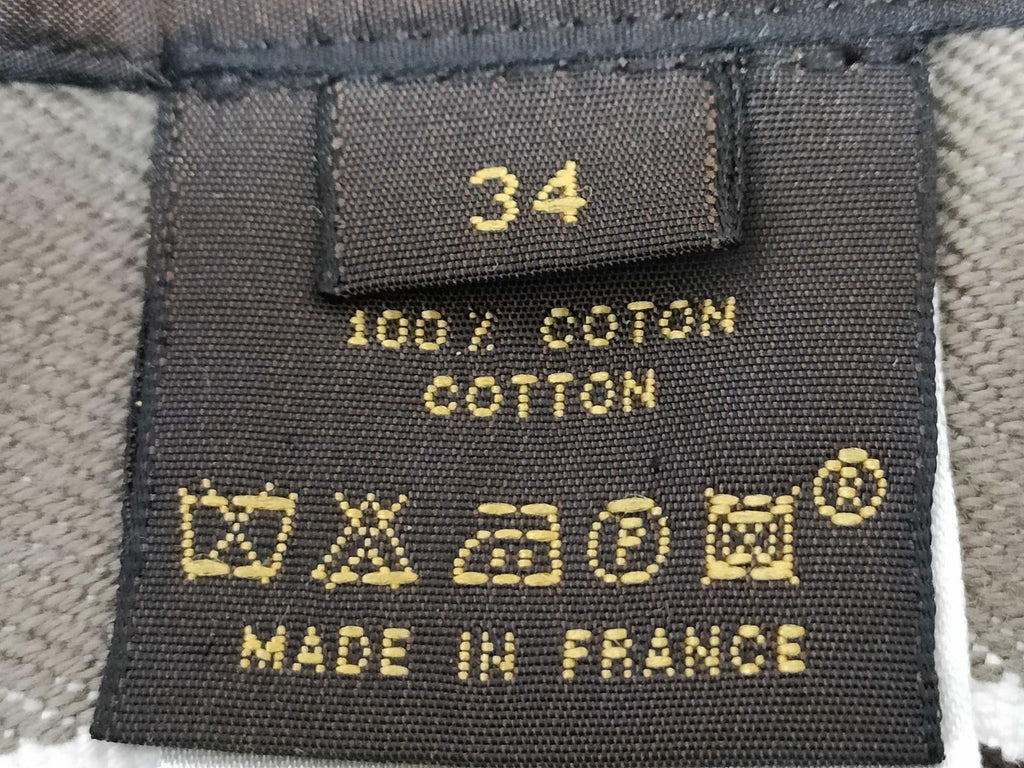 34
100% COTON
COTTON
P
®
MADE IN FRANCE